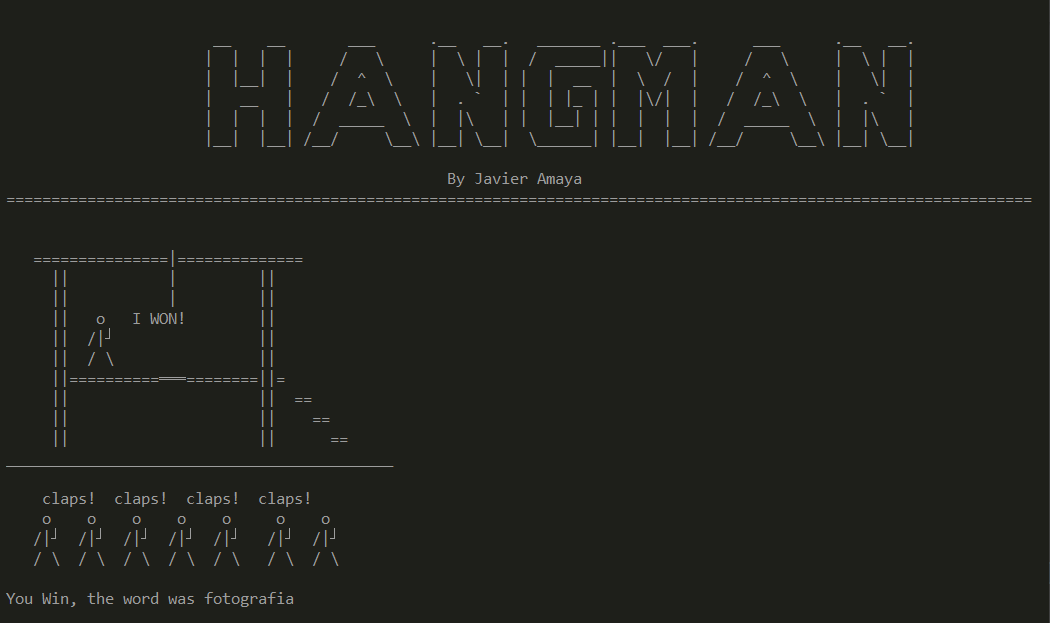 HANGMAN
By Javier Amaya
I WON!
claps! claps! claps! claps!
You Win, the word was fotografia